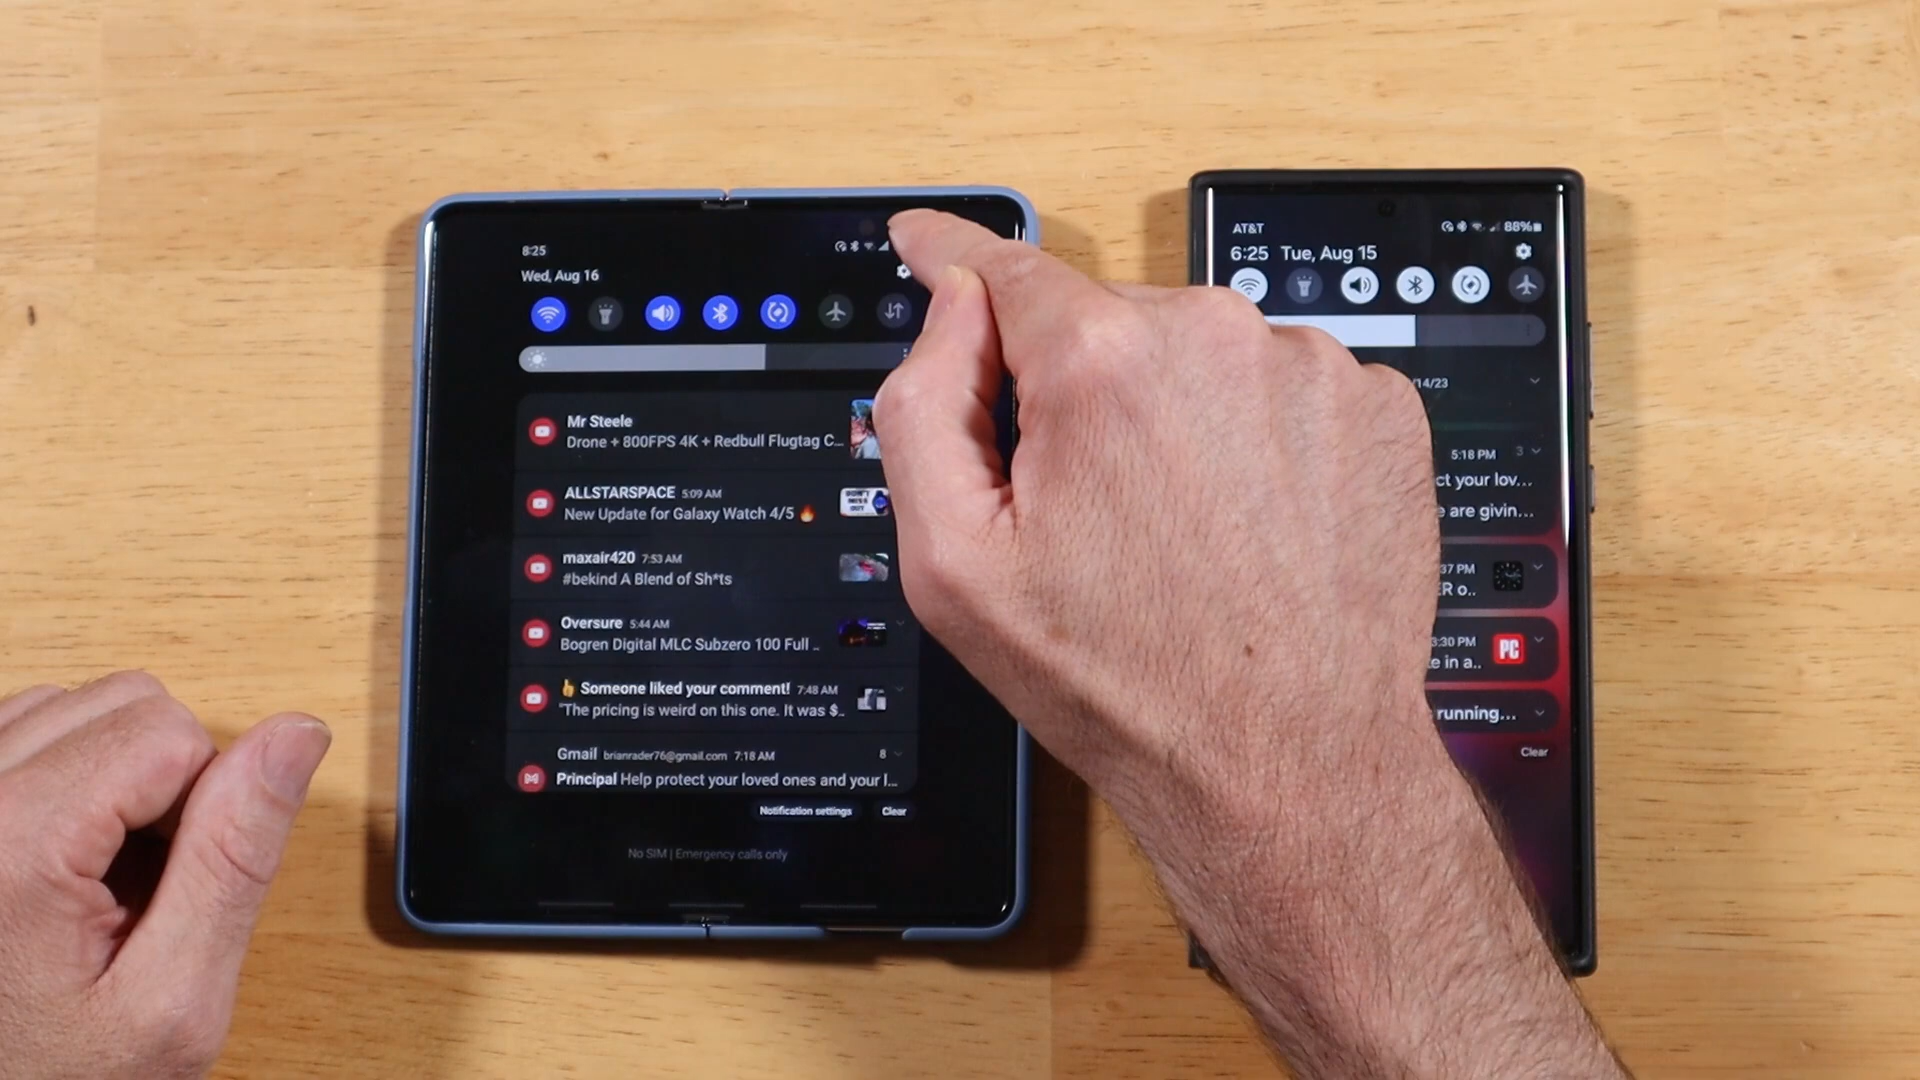 8:25
Wed, Aug 16
Mr Steele
Drone + 800FPS 4K + Redbull Flugtag C...
ALLSTARSPACE 5:09 AM
New Update for Galaxy Watch 4/5 🔥
maxair420 7:53 AM
#bekind A Blend of Sh*ts
Oversure 5:44 AM
Bogren Digital MLC Subzero 100 Full ..
👍 Someone liked your comment! 7:48 AM
"The pricing is weird on this one. It was $..
Gmail brianrader76@gmail.com 7:18 AM 8
Principal Help protect your loved ones and your l...
Notification settings Clear
No SIM | Emergency calls only
AT&T 88%
6:25 Tue, Aug 15
/14/23
5:18 PM 3
ct your lov...
e are givin...
37 PM
ER o..
3:30 PM
e in a..
PC
running...
Clear